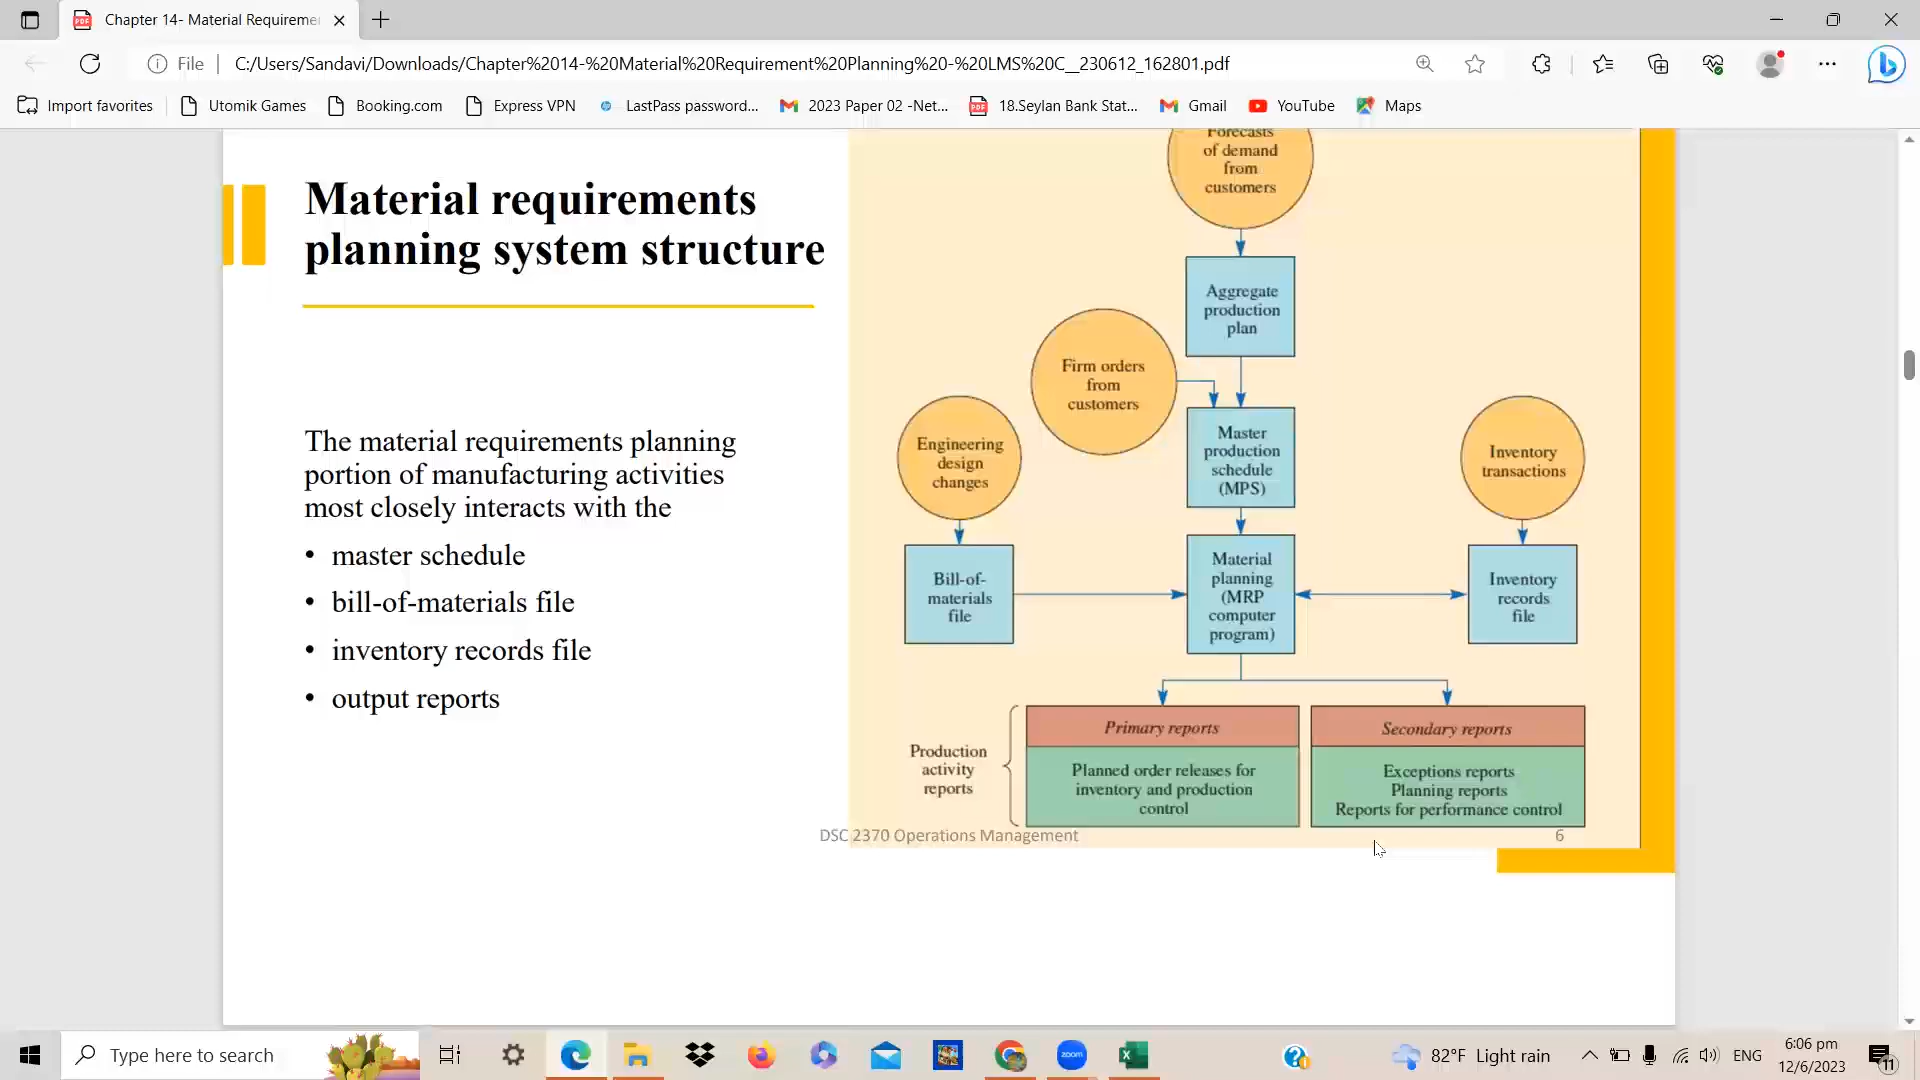 Chapter 14- Material Requireme
File
C:/Users/Sandavi/Downloads/Chapter%2014-%20Material%20Requirement%20Planning%20-%20LMS%20C__230612_162801.pdf
Import favorites
Utomik Games
Booking.com
Express VPN
LastPass password...
2023 Paper 02 -Net...
18.Seylan Bank Stat...
Gmail
YouTube
Maps
Material requirements
planning system structure
The material requirements planning
portion of manufacturing activities
most closely interacts with the
• master schedule
• bill-of-materials file
• inventory records file
• output reports
Forecasts
of demand
from
customers
Aggregate
production
plan
Firm orders
from
customers
Engineering
design
changes
Master
production
schedule
(MPS)
Inventory
transactions
Bill-of-
materials
file
Material
planning
(MRP
computer
program)
Inventory
records
file
Production
activity
reports
Primary reports
Planned order releases for
inventory and production
control
Secondary reports
Exceptions reports
Planning reports
Reports for performance control
DSC 2370 Operations Management
6
Type here to search
zoom
82°F Light rain
ENG
6:06 pm
12/6/2023
11